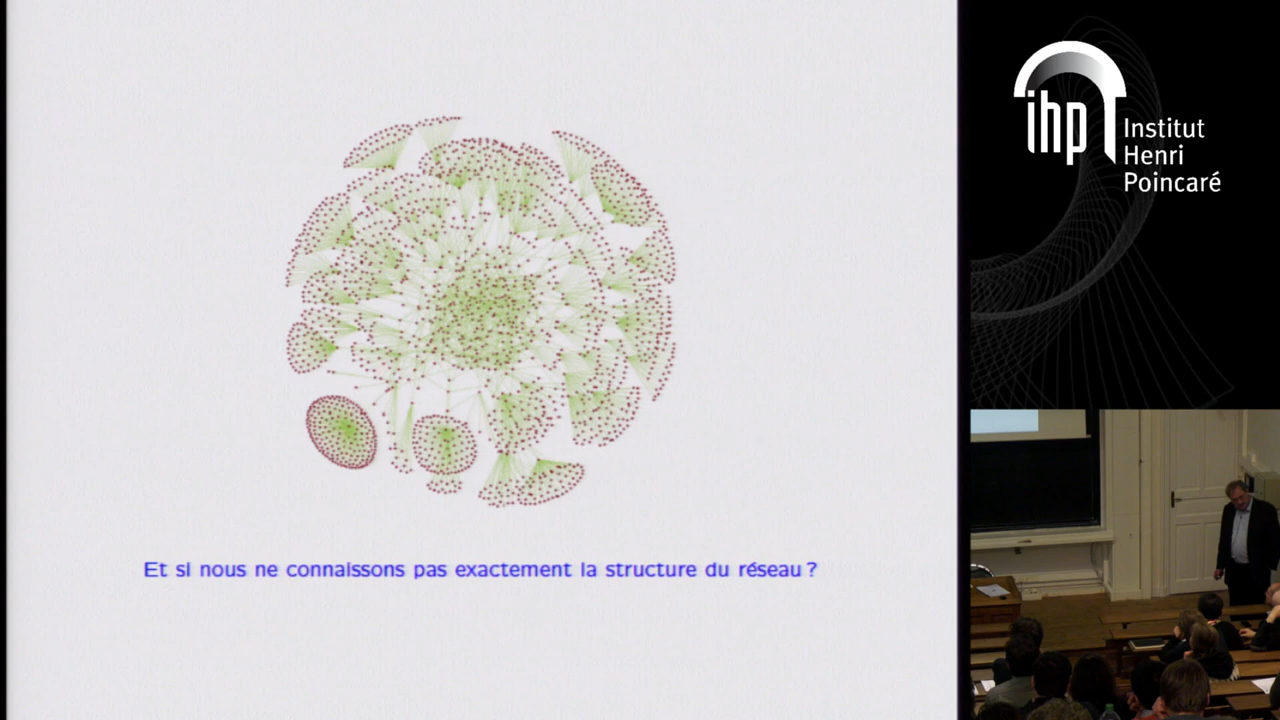 Et si nous ne connaissons pas exactement la structure du réseau ?
ihp
Institut
Henri
Poincaré